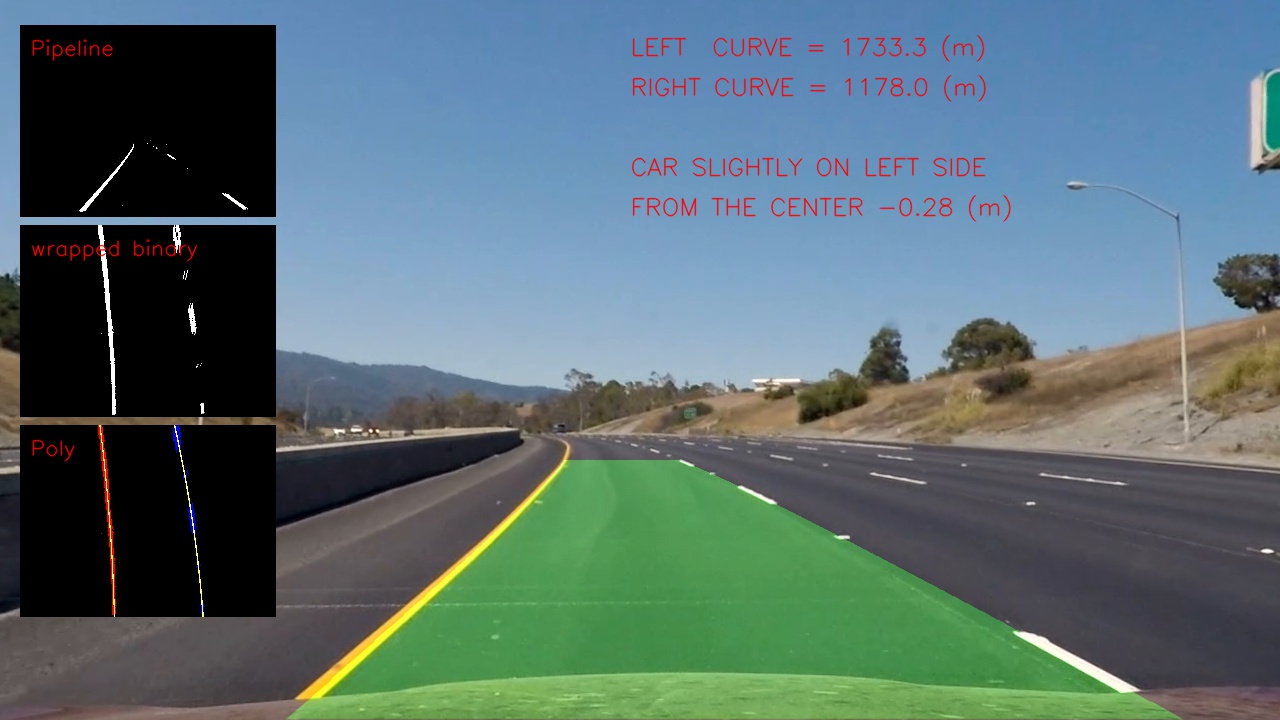 Pipeline
wrapped binary
Poly
LEFT CURVE = 1733.3 (m)
RIGHT CURVE = 1178.0 (m)
CAR SLIGHTLY ON LEFT SIDE
FROM THE CENTER -0.28 (m)